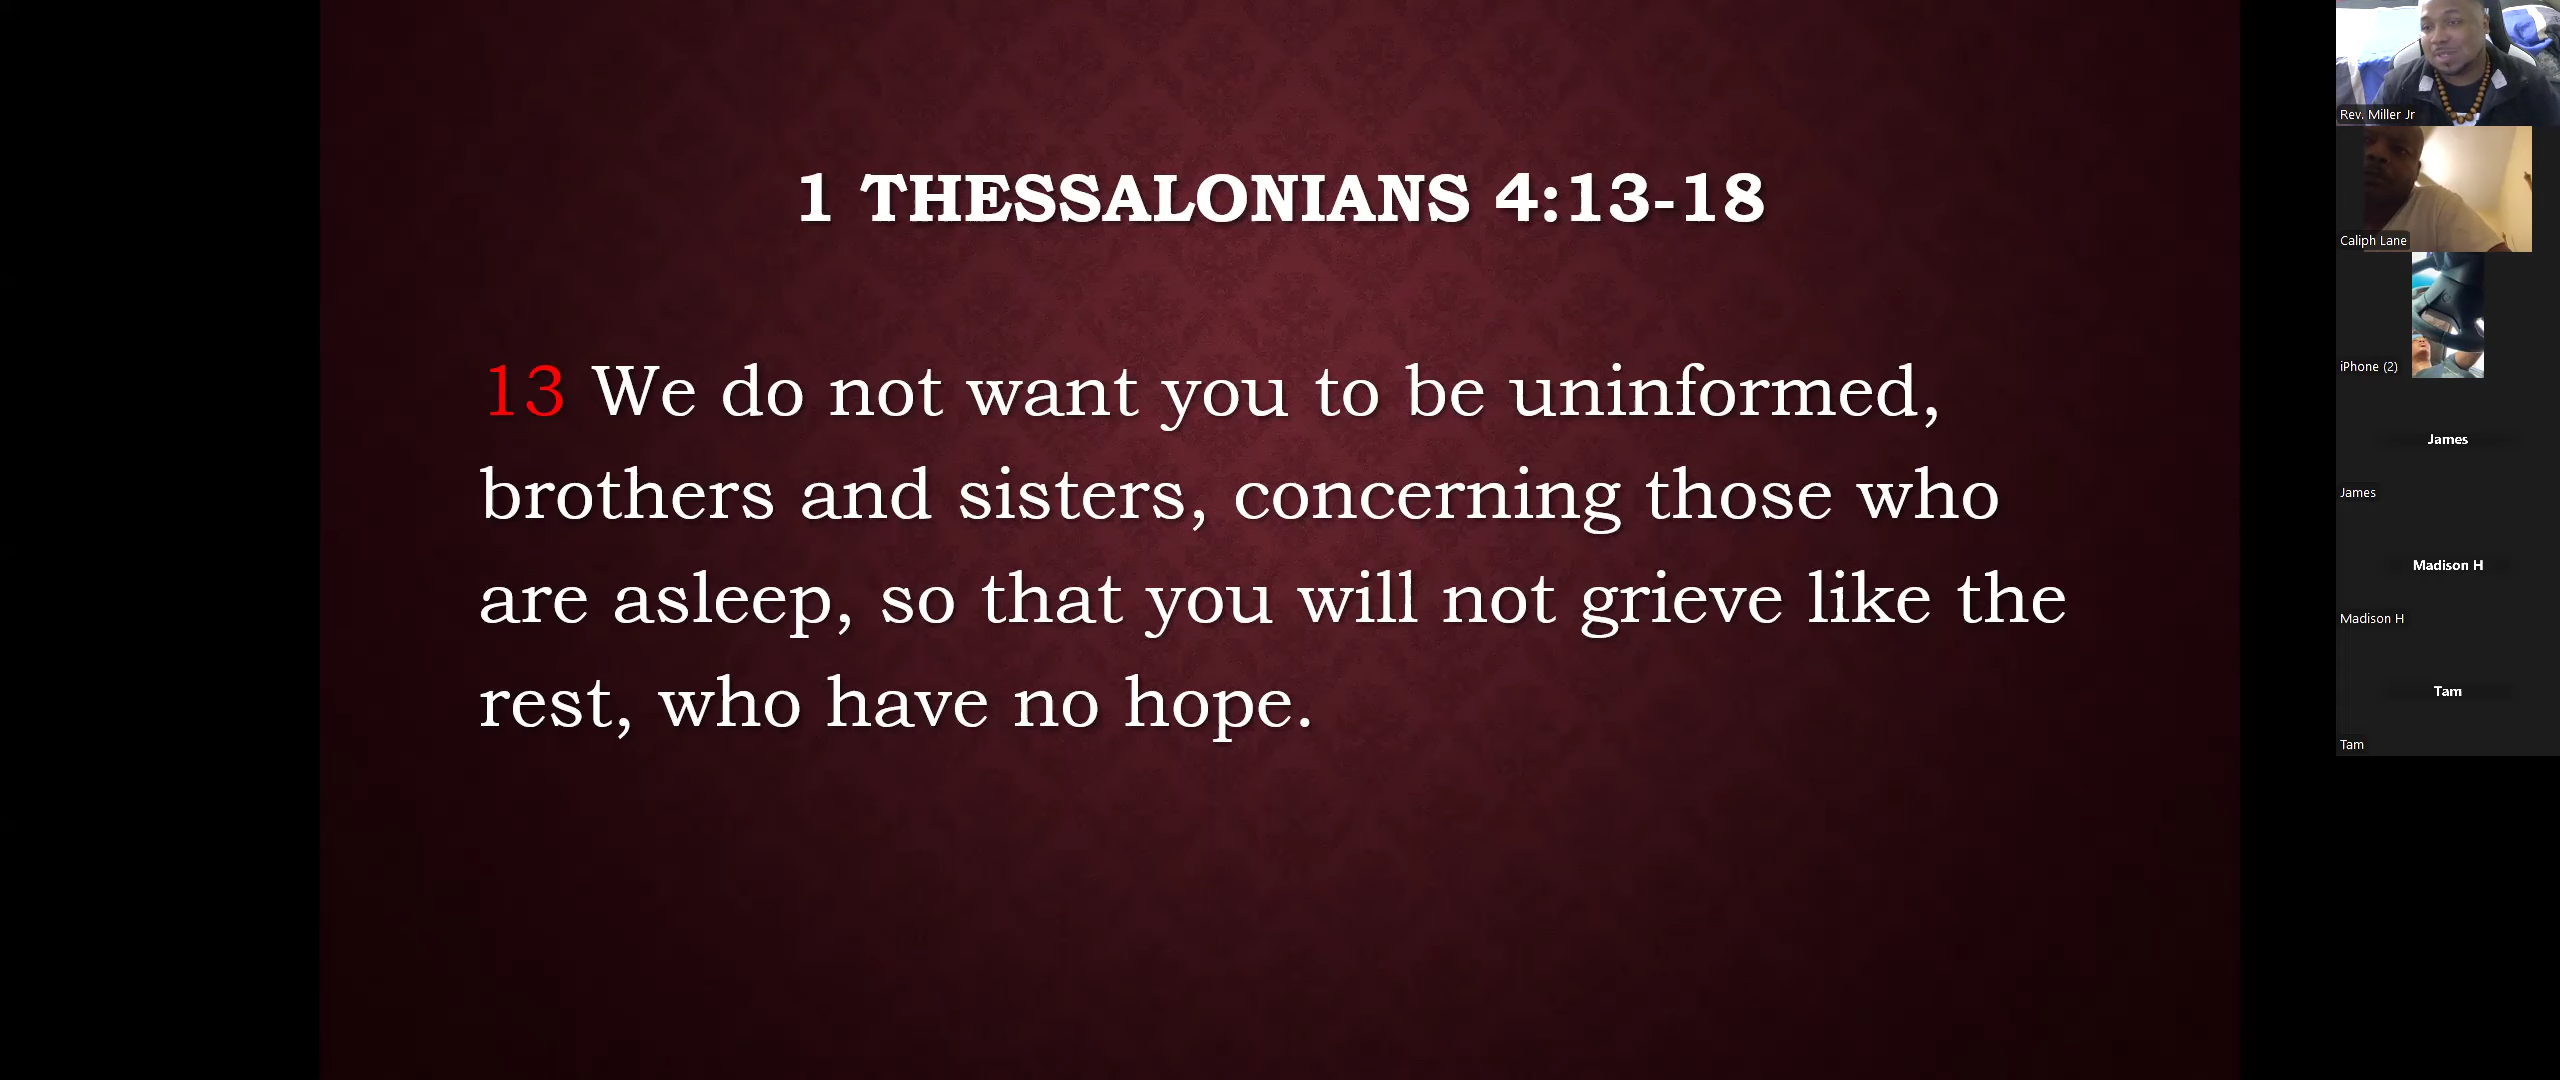 1 THESSALONIANS 4:13-18
13 We do not want you to be uninformed,
brothers and sisters, concerning those who
are asleep, so that you will not grieve like the
rest, who have no hope.
Rev. Miller Jr
Caliph Lane
iPhone (2)
James
James
Madison H
Madison H
Tam
Tam